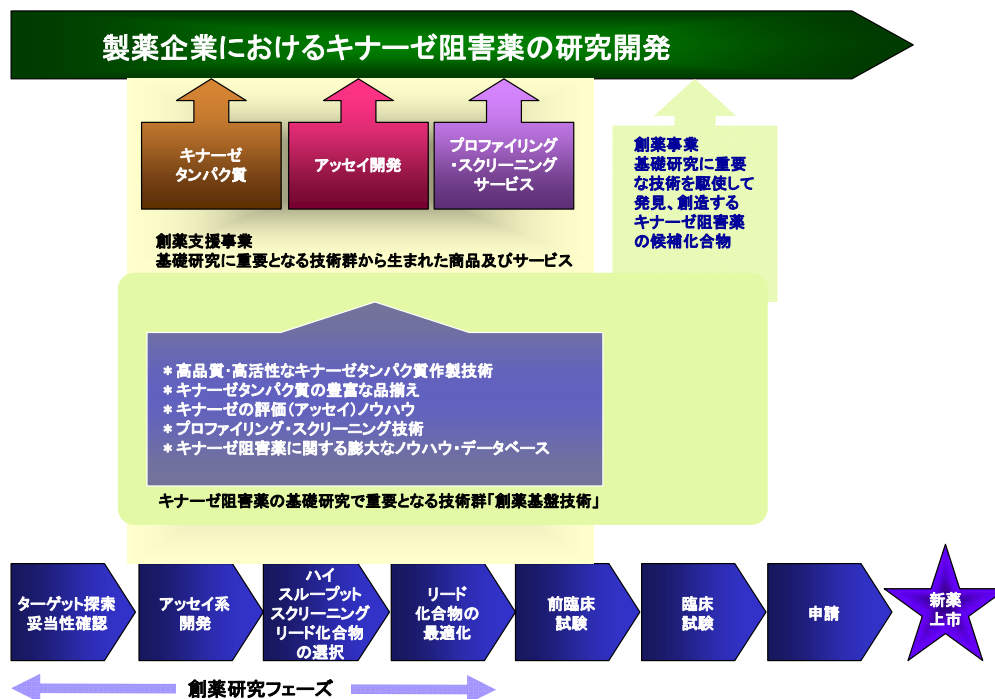 製薬企業におけるキナーゼ阻害薬の研究開発
キナーゼ
タンパク質
アッセイ開発
プロファイリング
・スクリーニング
サービス
創薬事業
基礎研究に重要
な技術を駆使して
発見、創造する
キナーゼ阻害薬
の候補化合物
創薬支援事業
基礎研究に重要となる技術群から生まれた商品及びサービス
＊高品質・高活性なキナーゼタンパク質作製技術
＊キナーゼタンパク質の豊富な品揃え
＊キナーゼの評価（アッセイ）ノウハウ
＊プロファイリング・スクリーニング技術
＊キナーゼ阻害薬に関する膨大なノウハウ・データベース
キナーゼ阻害薬の基礎研究で重要となる技術群「創薬基盤技術」
ターゲット探索
妥当性確認
アッセイ系
開発
ハイ
スループット
スクリーニング
リード化合物
の選択
リード
化合物の
最適化
前臨床
試験
臨床
試験
申請
新薬
上市
創薬研究フェーズ